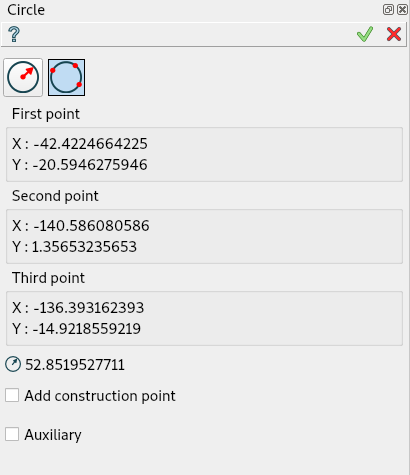 Circle
?
First point
X : -42.4224664225
Y : -20.5946275946
Second point
X : -140.586080586
Y : 1.35653235653
Third point
X : -136.393162393
Y : -14.9218559219
52.8519527711
Add construction point
Auxiliary